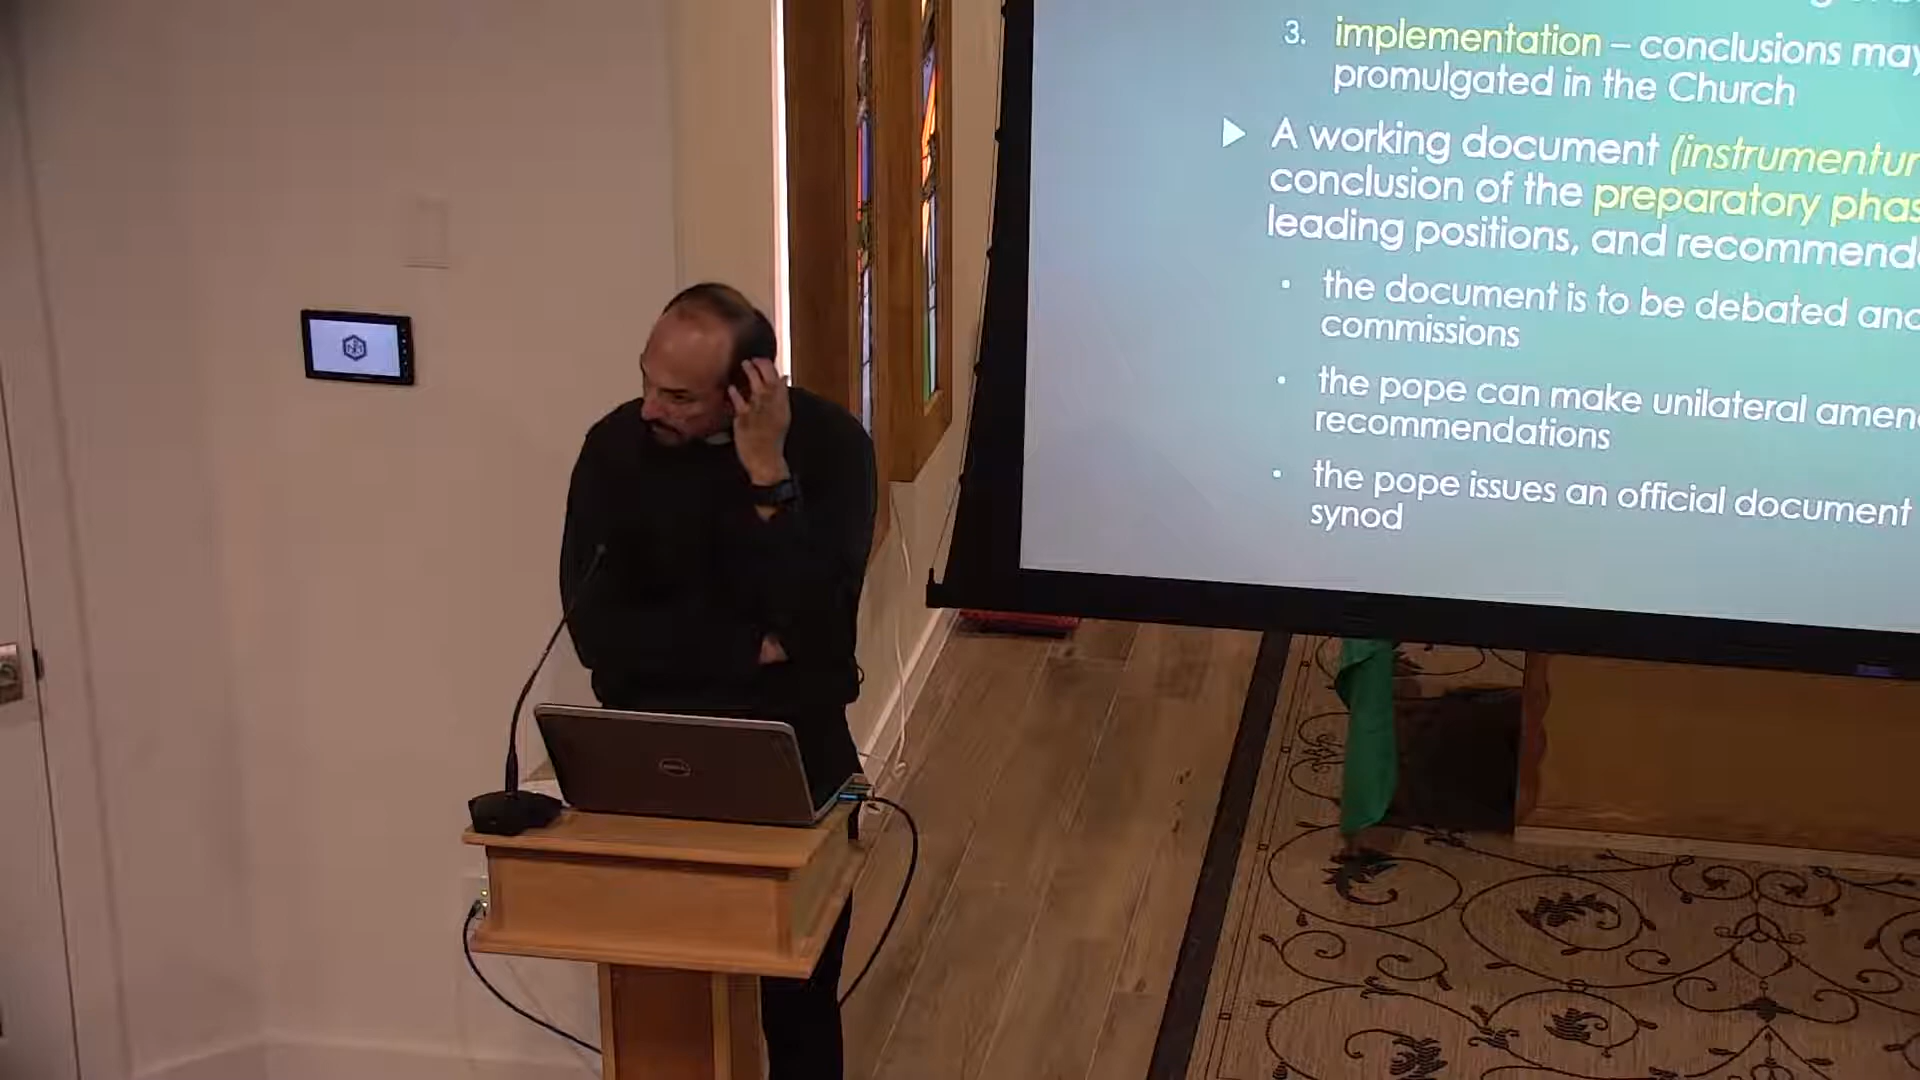 3. implementation – conclusions may
promulgated in the Church
A working document (instrumentu
conclusion of the preparatory phas
leading positions, and recommend
• the document is to be debated and
commissions
• the pope can make unilateral amen
recommendations
• the pope issues an official document
synod
DELL